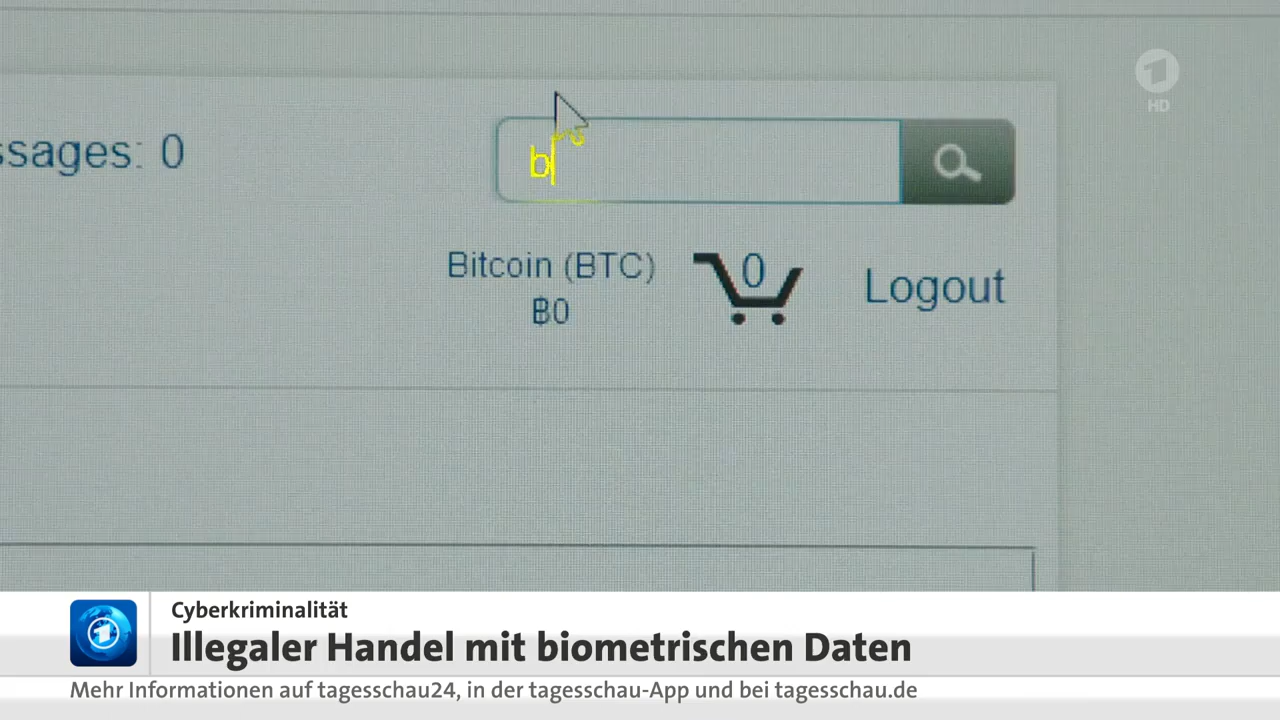 HD
ssages: 0
b
Bitcoin (BTC)
฿0
0
Logout
Cyberkriminalität
Illegaler Handel mit biometrischen Daten
Mehr Informationen auf tagesschau24, in der tagesschau-App und bei tagesschau.de